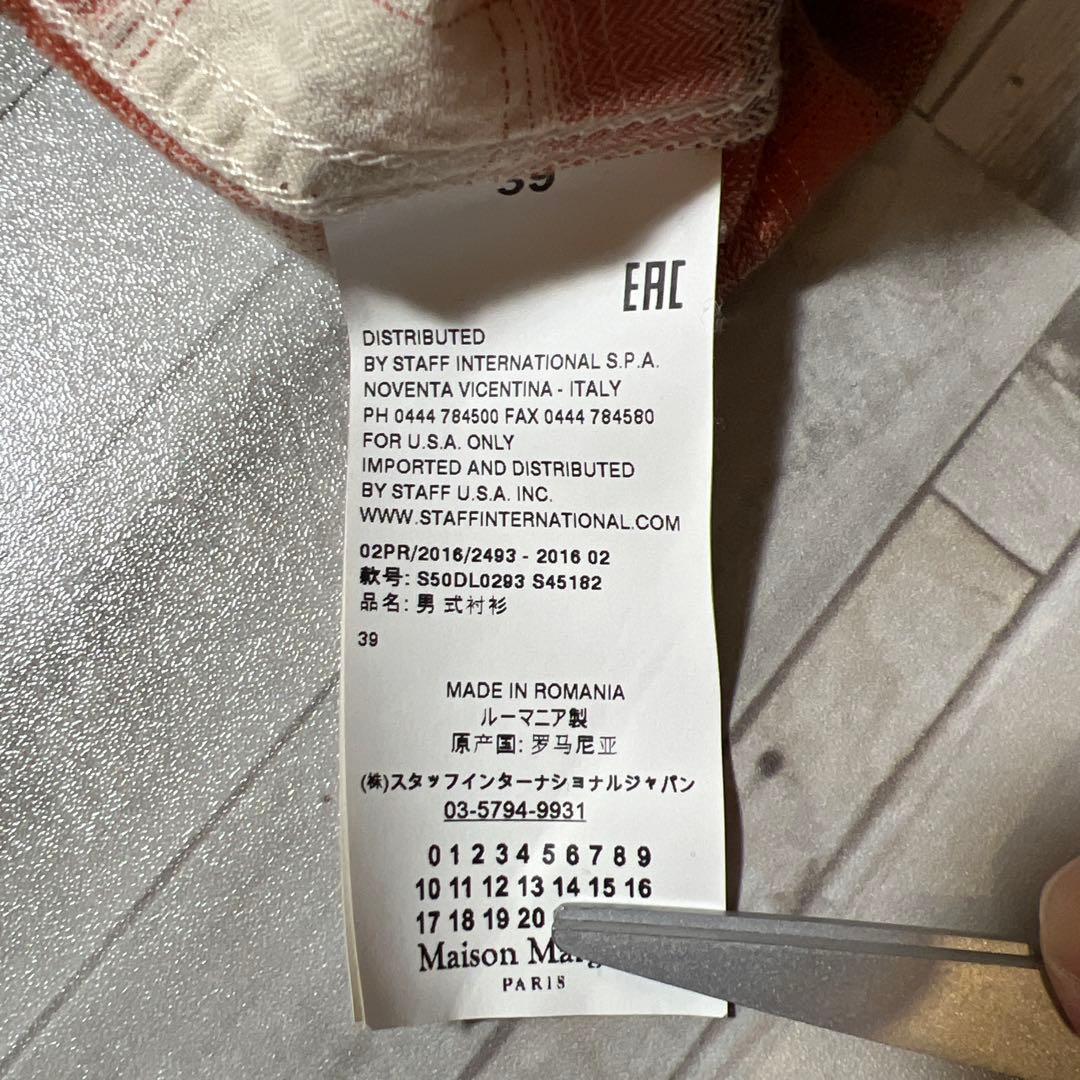 39
EAC
DISTRIBUTED
BY STAFF INTERNATIONAL S.P.A.
NOVENTA VICENTINA - ITALY
PH 0444 784500 FAX 0444 784580
FOR U.S.A. ONLY
IMPORTED AND DISTRIBUTED
BY STAFF U.S.A. INC.
WWW.STAFFINTERNATIONAL.COM
02PR/2016/2493 - 2016 02
款号: S50DL0293 S45182
品名: 男 式衬衫
39
MADE IN ROMANIA
ルーマニア製
原产国: 罗马尼亚
(株)スタッフインターナショナルジャパン
03-5794-9931
0 1 2 3 4 5 6 7 8 9
10 11 12 13 14 15 16
17 18 19 20
Maison
PARIS